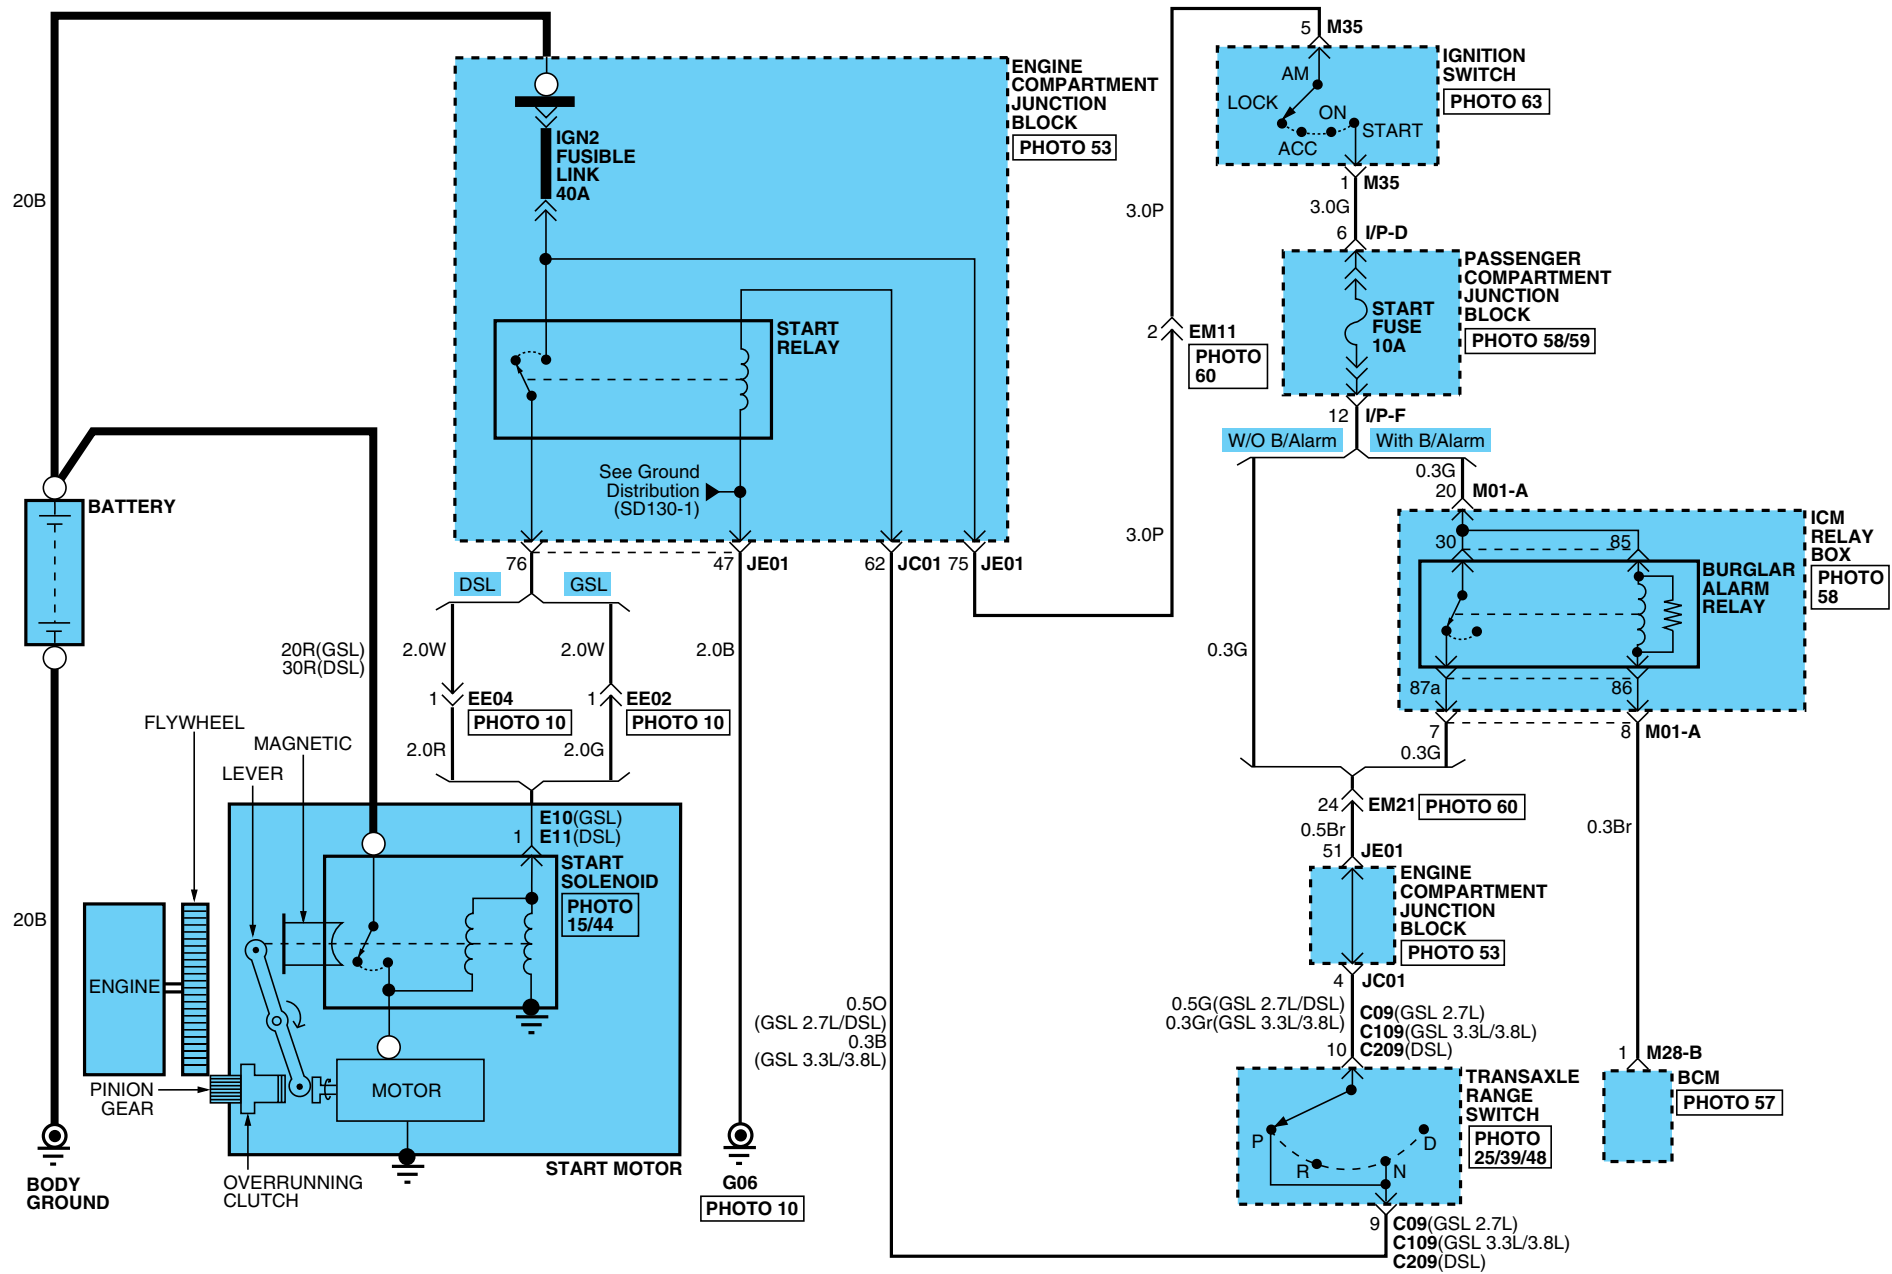 20B
ENGINE
COMPARTMENT
JUNCTION
BLOCK
PHOTO 53
IGN2
FUSIBLE
LINK
40A
START
RELAY
See Ground
Distribution
(SD130-1)
76
47 JE01
62 JC01
75 JE01
5 M35
IGNITION
SWITCH
PHOTO 63
AM
LOCK
ON
START
ACC
1 M35
3.0G
3.0P
6 I/P-D
PASSENGER
COMPARTMENT
JUNCTION
BLOCK
PHOTO 58/59
START
FUSE
10A
2 EM11
PHOTO
60
12 I/P-F
W/O B/Alarm
With B/Alarm
0.3G
20 M01-A
3.0P
ICM
RELAY
BOX
PHOTO
58
30
85
BURGLAR
ALARM
RELAY
87a
86
7
8 M01-A
0.3G
0.3G
BATTERY
20R(GSL)
30R(DSL)
DSL
GSL
2.0W
2.0W
2.0B
1 EE04
PHOTO 10
1 EE02
PHOTO 10
2.0R
2.0G
FLYWHEEL
MAGNETIC
LEVER
E10(GSL)
1 E11(DSL)
START
SOLENOID
PHOTO
15/44
20B
ENGINE
MOTOR
PINION
GEAR
OVERRUNNING
CLUTCH
START MOTOR
BODY
GROUND
G06
PHOTO 10
0.5O
(GSL 2.7L/DSL)
0.3B
(GSL 3.3L/3.8L)
24 EM21
PHOTO 60
0.5Br
0.3Br
51 JE01
ENGINE
COMPARTMENT
JUNCTION
BLOCK
PHOTO 53
4 JC01
0.5G(GSL 2.7L/DSL)
0.3Gr(GSL 3.3L/3.8L)
C09(GSL 2.7L)
C109(GSL 3.3L/3.8L)
10 C209(DSL)
TRANSAXLE
RANGE
SWITCH
PHOTO
25/39/48
P
R
N
D
1 M28-B
BCM
PHOTO 57
9 C09(GSL 2.7L)
C109(GSL 3.3L/3.8L)
C209(DSL)